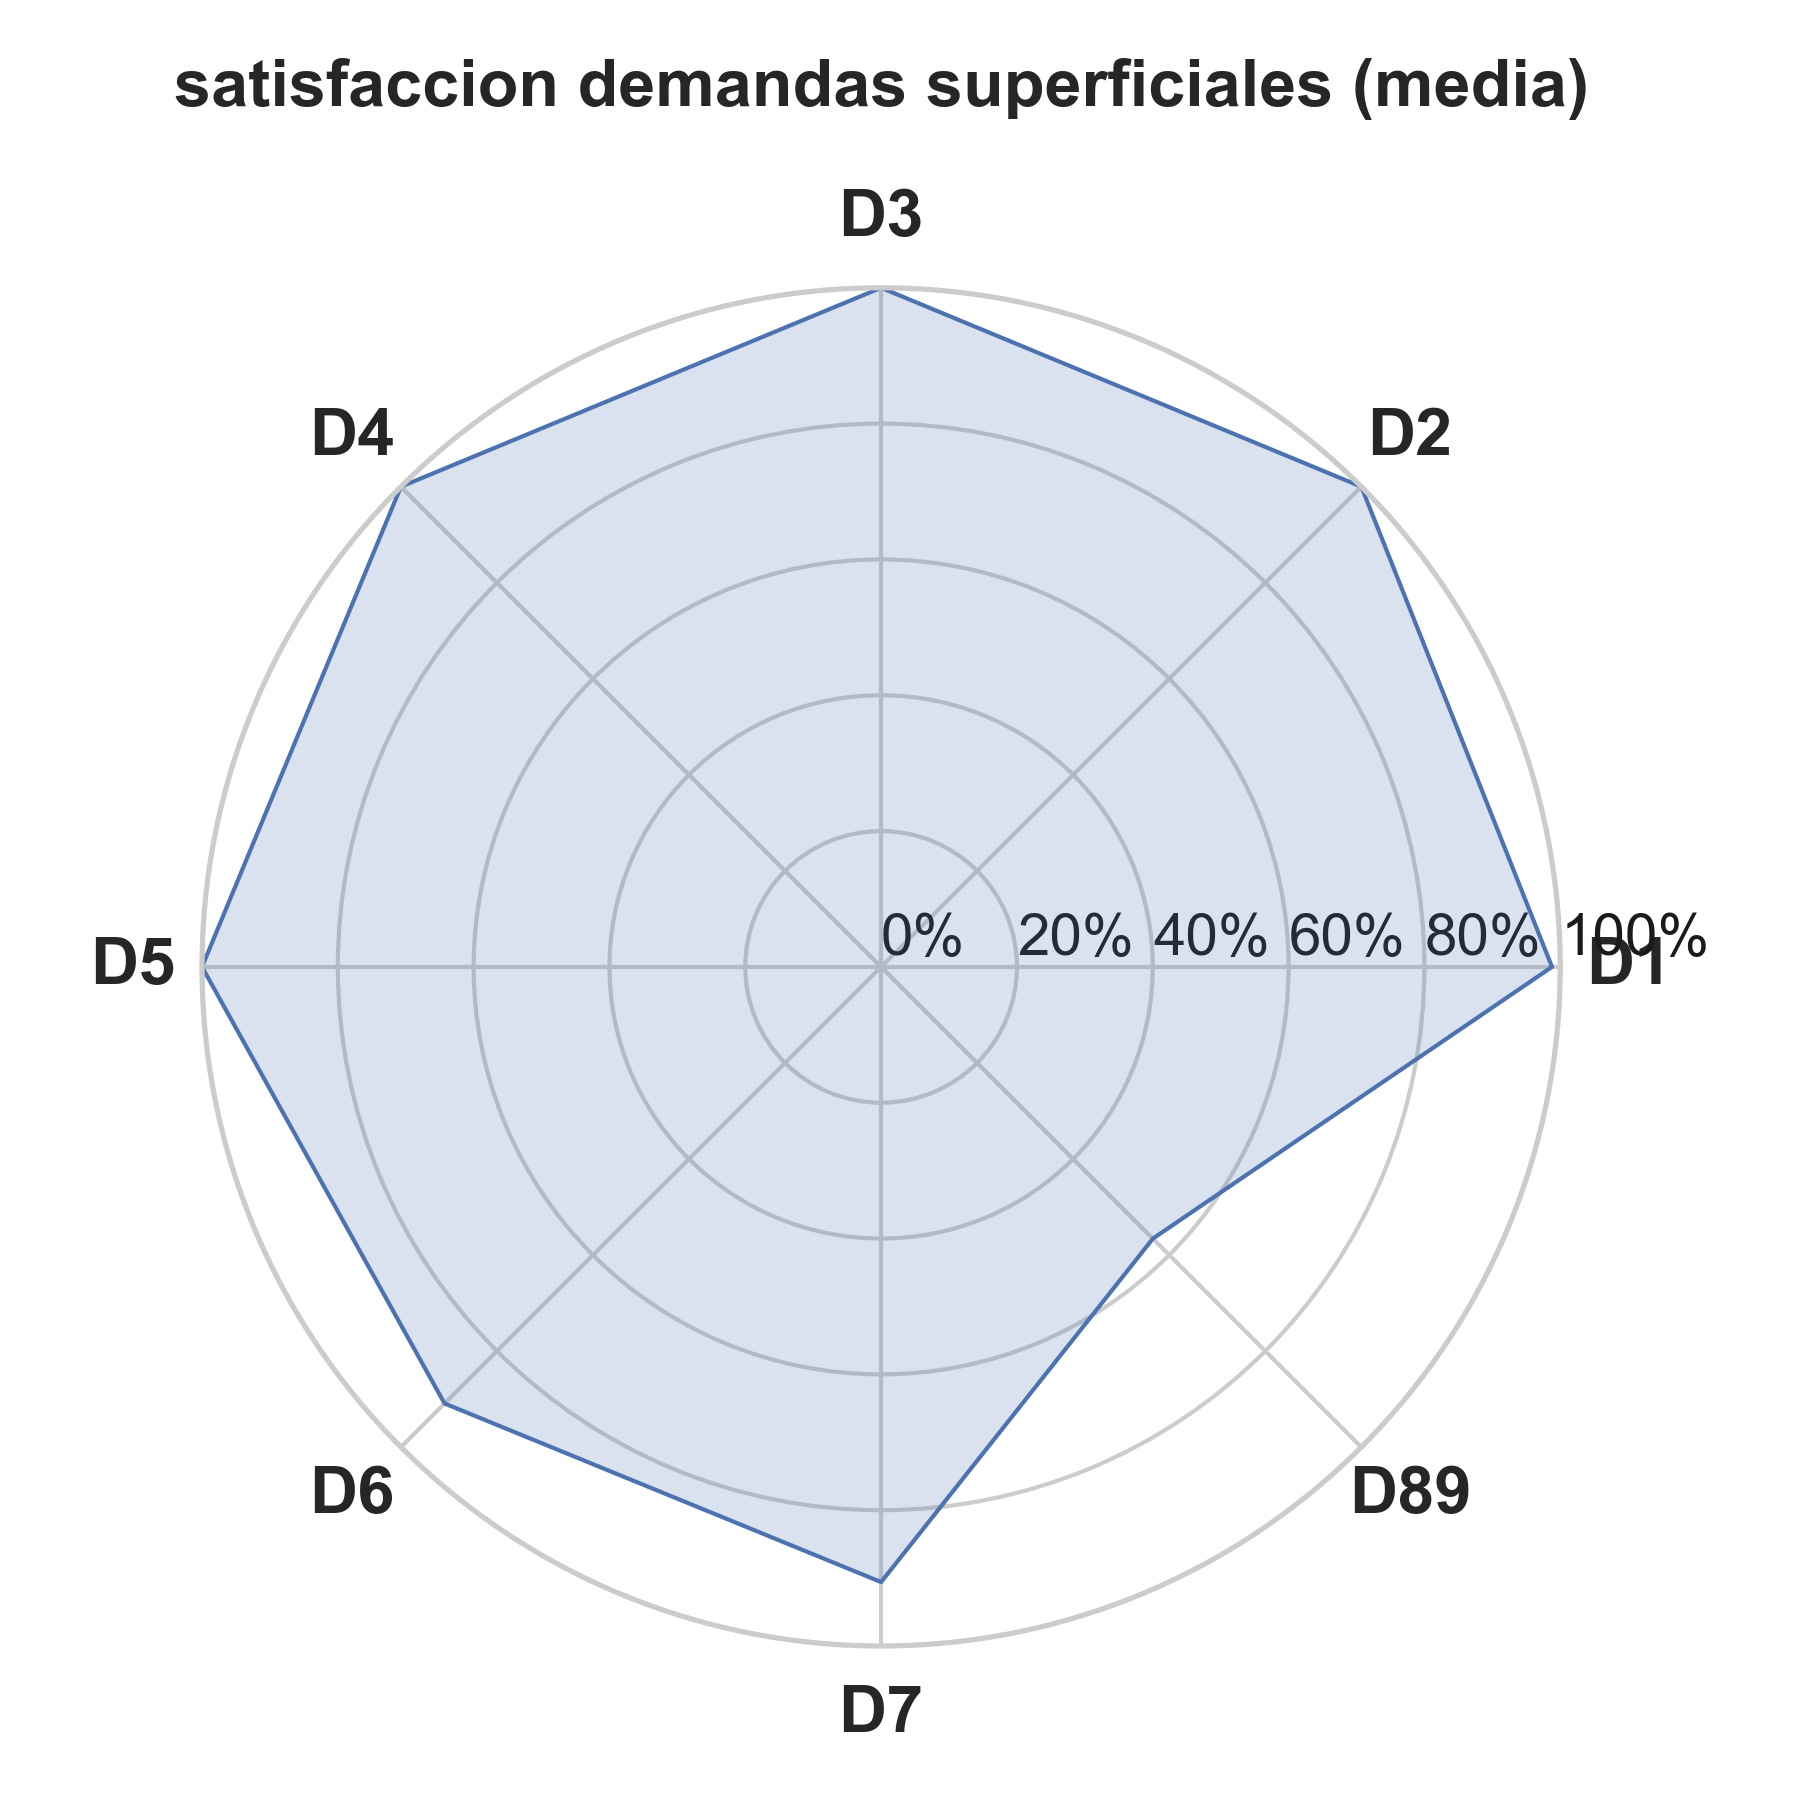 satisfaccion demandas superficiales (media)
D3
D4
D2
D5
0% 20% 40% 60% 80% 100%
D1
D6
D89
D7